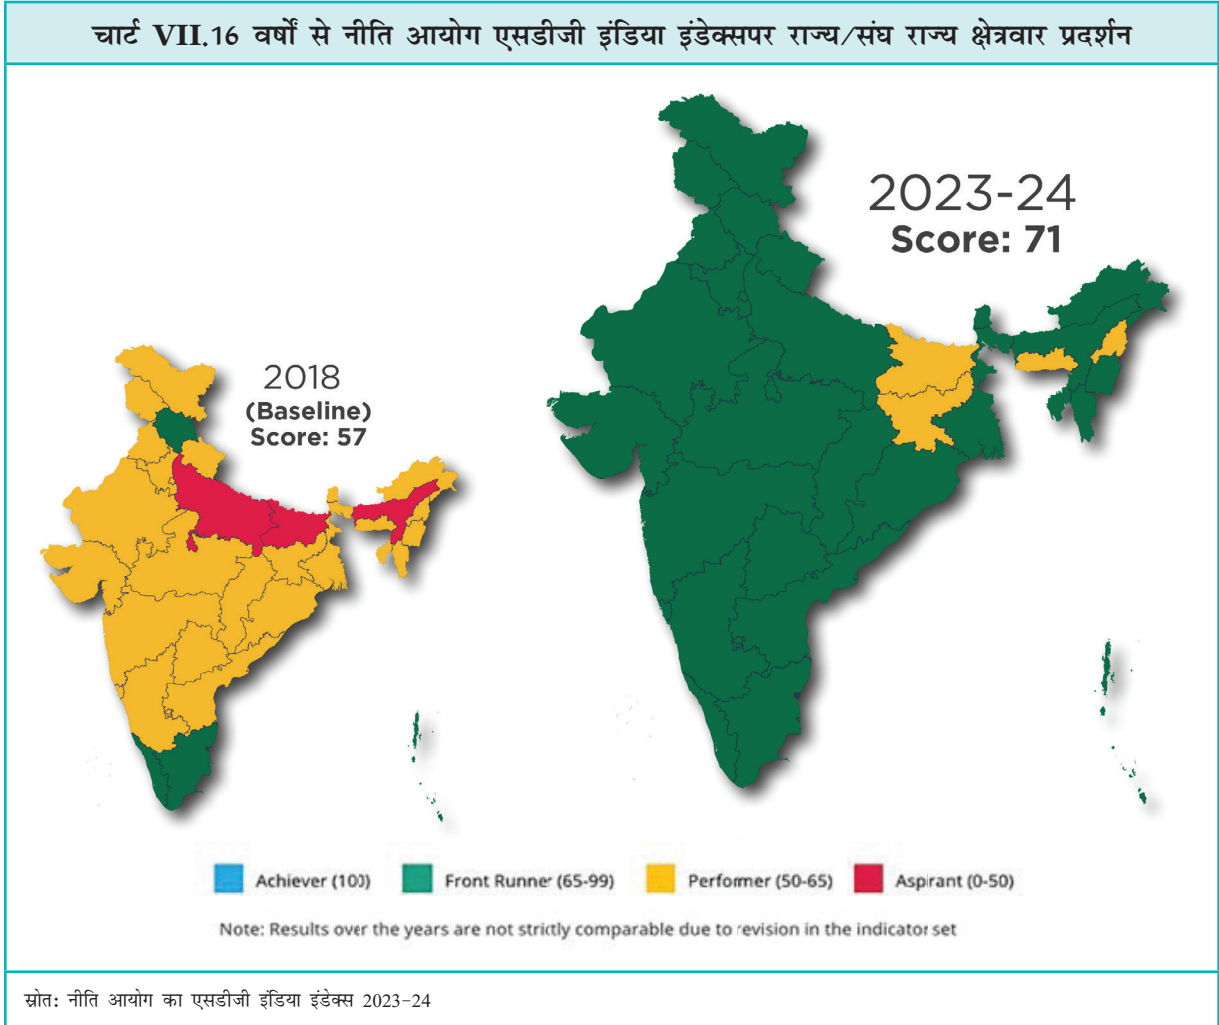 चार्ट VII.16 वर्षों से नीति आयोग एसडीजी इंडिया इंडेक्सपर राज्य/संघ राज्य क्षेत्रवार प्रदर्शन
2023-24
Score: 71
2018
(Baseline)
Score: 57
Achiever (100) Front Runner (65-99) Performer (50-65) Aspirant (0-50)
Note: Results over the years are not strictly comparable due to revision in the indicator set
स्रोत: नीति आयोग का एसडीजी इंडिया इंडेक्स 2023-24